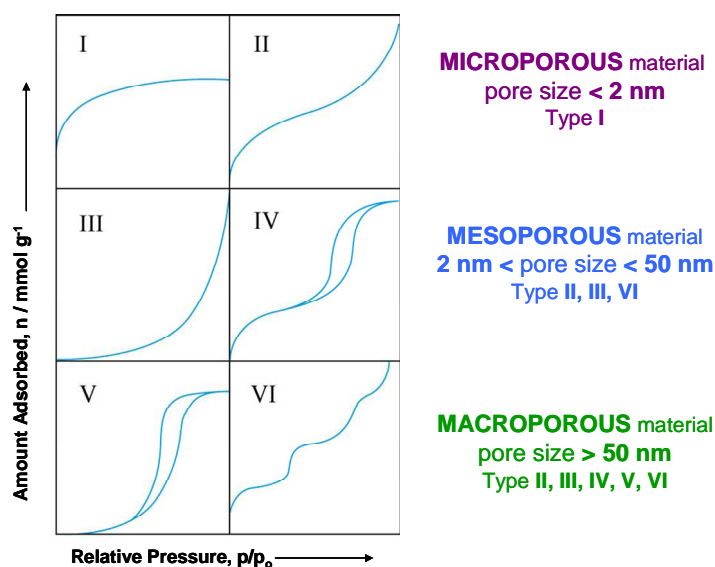 I
II
III
IV
V
VI
Amount Adsorbed, n / mmol g⁻¹
Relative Pressure, p/pₒ
MICROPOROUS material
pore size < 2 nm
Type I
MESOPOROUS material
2 nm < pore size < 50 nm
Type II, III, VI
MACROPOROUS material
pore size > 50 nm
Type II, III, IV, V, VI